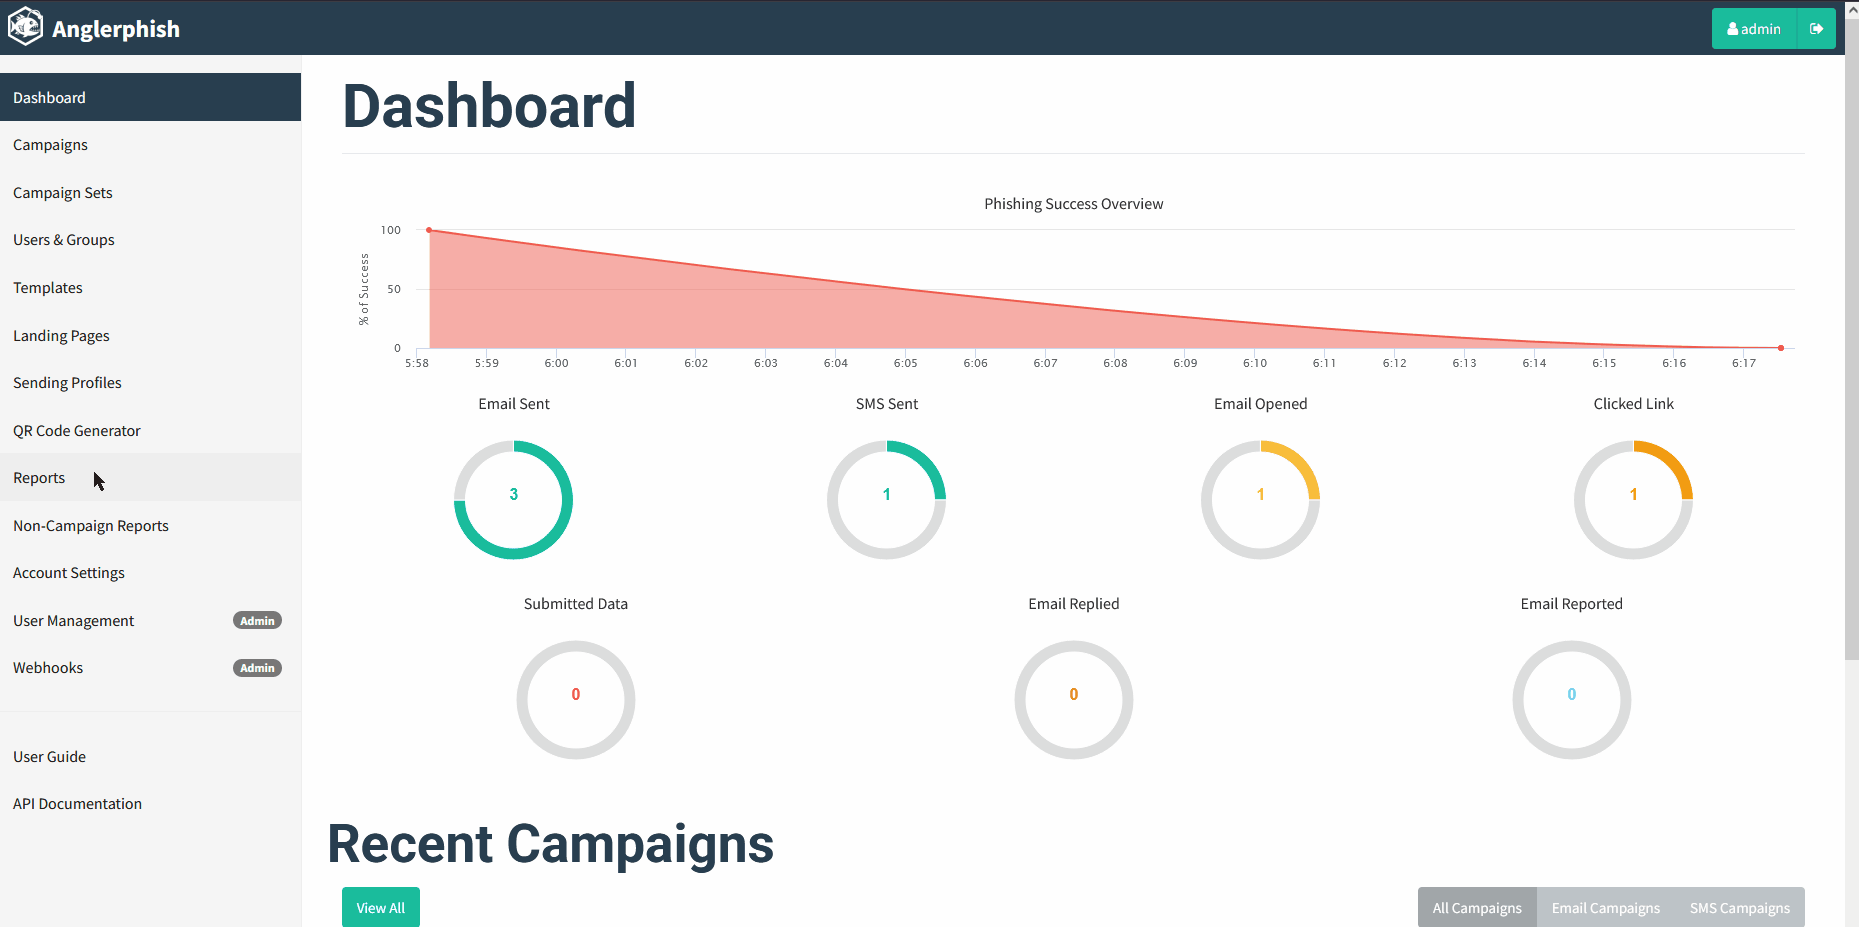 Anglerphish
admin
Dashboard
Campaigns
Campaign Sets
Users & Groups
Templates
Landing Pages
Sending Profiles
QR Code Generator
Reports
Non-Campaign Reports
Account Settings
User Management Admin
Webhooks Admin
User Guide
API Documentation
Dashboard
Phishing Success Overview
% of Success
100
50
0
5:58 5:59 6:00 6:01 6:02 6:03 6:04 6:05 6:06 6:07 6:08 6:09 6:10 6:11 6:12 6:13 6:14 6:15 6:16 6:17
Email Sent SMS Sent Email Opened Clicked Link
3 1 1 1
Submitted Data Email Replied Email Reported
0 0 0
Recent Campaigns
View All
All Campaigns Email Campaigns SMS Campaigns